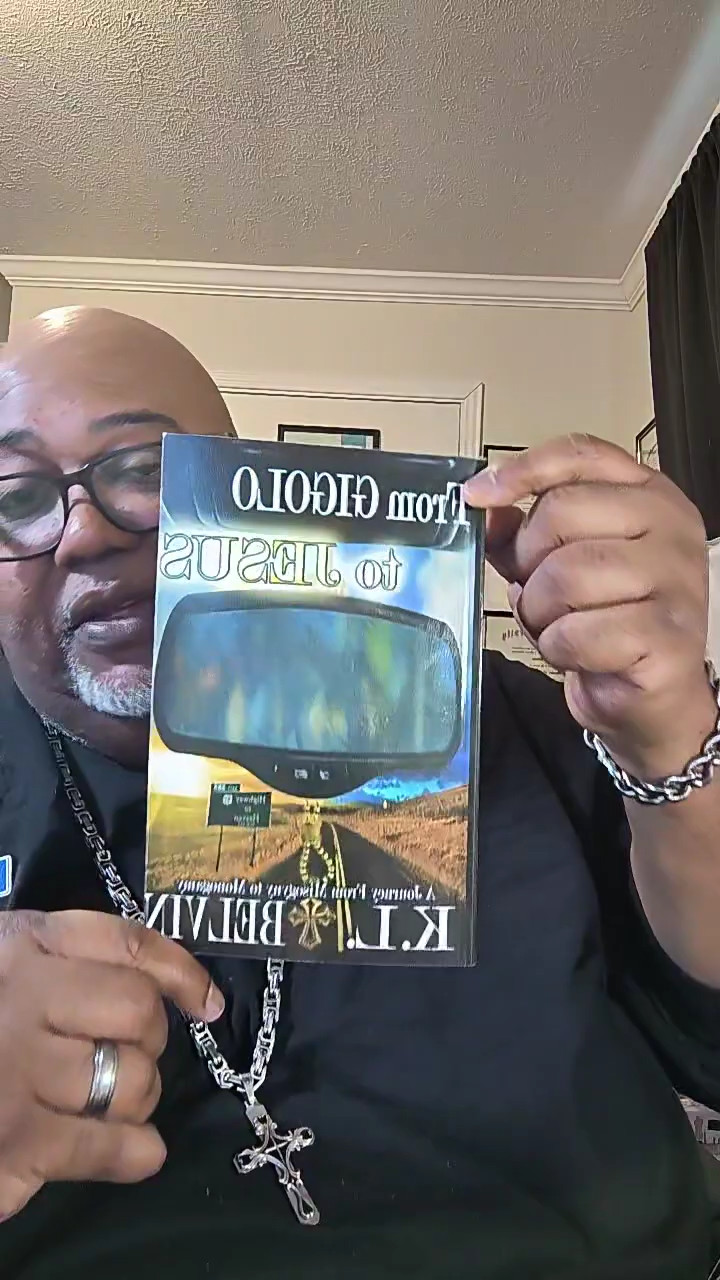 From GIGOLO
to JESUS
Highway
to
Heaven
A Journey From Misogyny to Monogamy
K.L. BELVIN